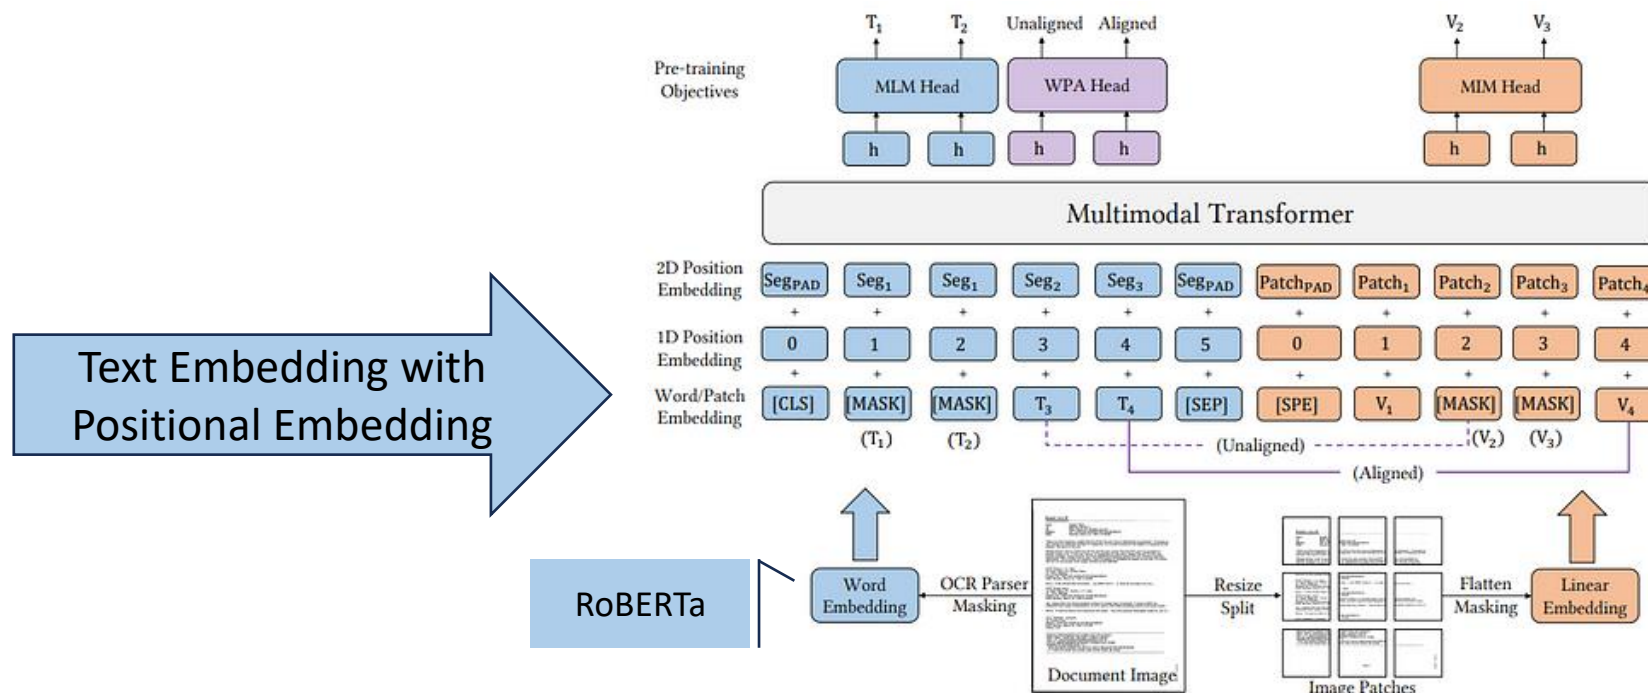 T₁ T₂ Unaligned Aligned V₂ V₃
Pre-training
Objectives
MLM Head WPA Head MIM Head
h h h h h h
Multimodal Transformer
2D Position
Embedding
Seg_PAD Seg₁ Seg₁ Seg₂ Seg₃ Seg_PAD Patch_PAD Patch₁ Patch₂ Patch₃ Patch₄
+ + + + + + + + + + +
1D Position
Embedding
0 1 2 3 4 5 0 1 2 3 4
+ + + + + + + + + + +
Word/Patch
Embedding
[CLS] [MASK] [MASK] T₃ T₄ [SEP] [SPE] V₁ [MASK] [MASK] V₄
(T₁) (T₂) (Unaligned) (V₂) (V₃)
(Aligned)
Text Embedding with
Positional Embedding
RoBERTa
Word
Embedding
OCR Parser
Masking
Document Image
Resize
Split
Image Patches
Flatten
Masking
Linear
Embedding